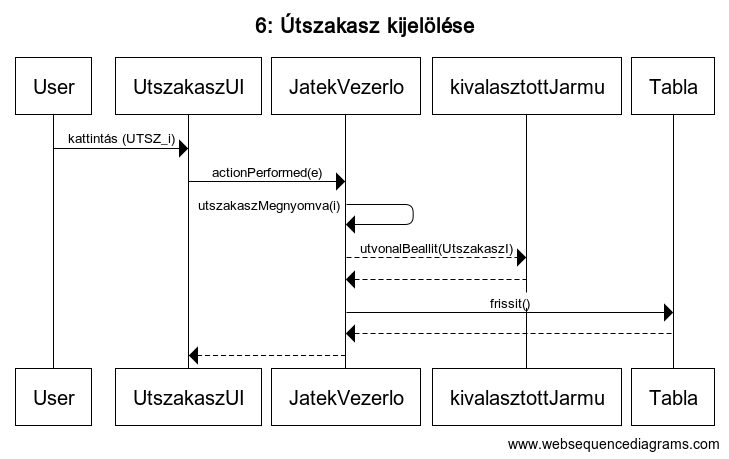 6: Útszakasz kijelölése
User
UtszakaszUI
JatekVezerlo
kivalasztottJarmu
Tabla
kattintás (UTSZ_i)
actionPerformed(e)
utszakaszMegnyomva(i)
utvonalBeallit(UtszakaszI)
frissit()
User
UtszakaszUI
JatekVezerlo
kivalasztottJarmu
Tabla
www.websequencediagrams.com